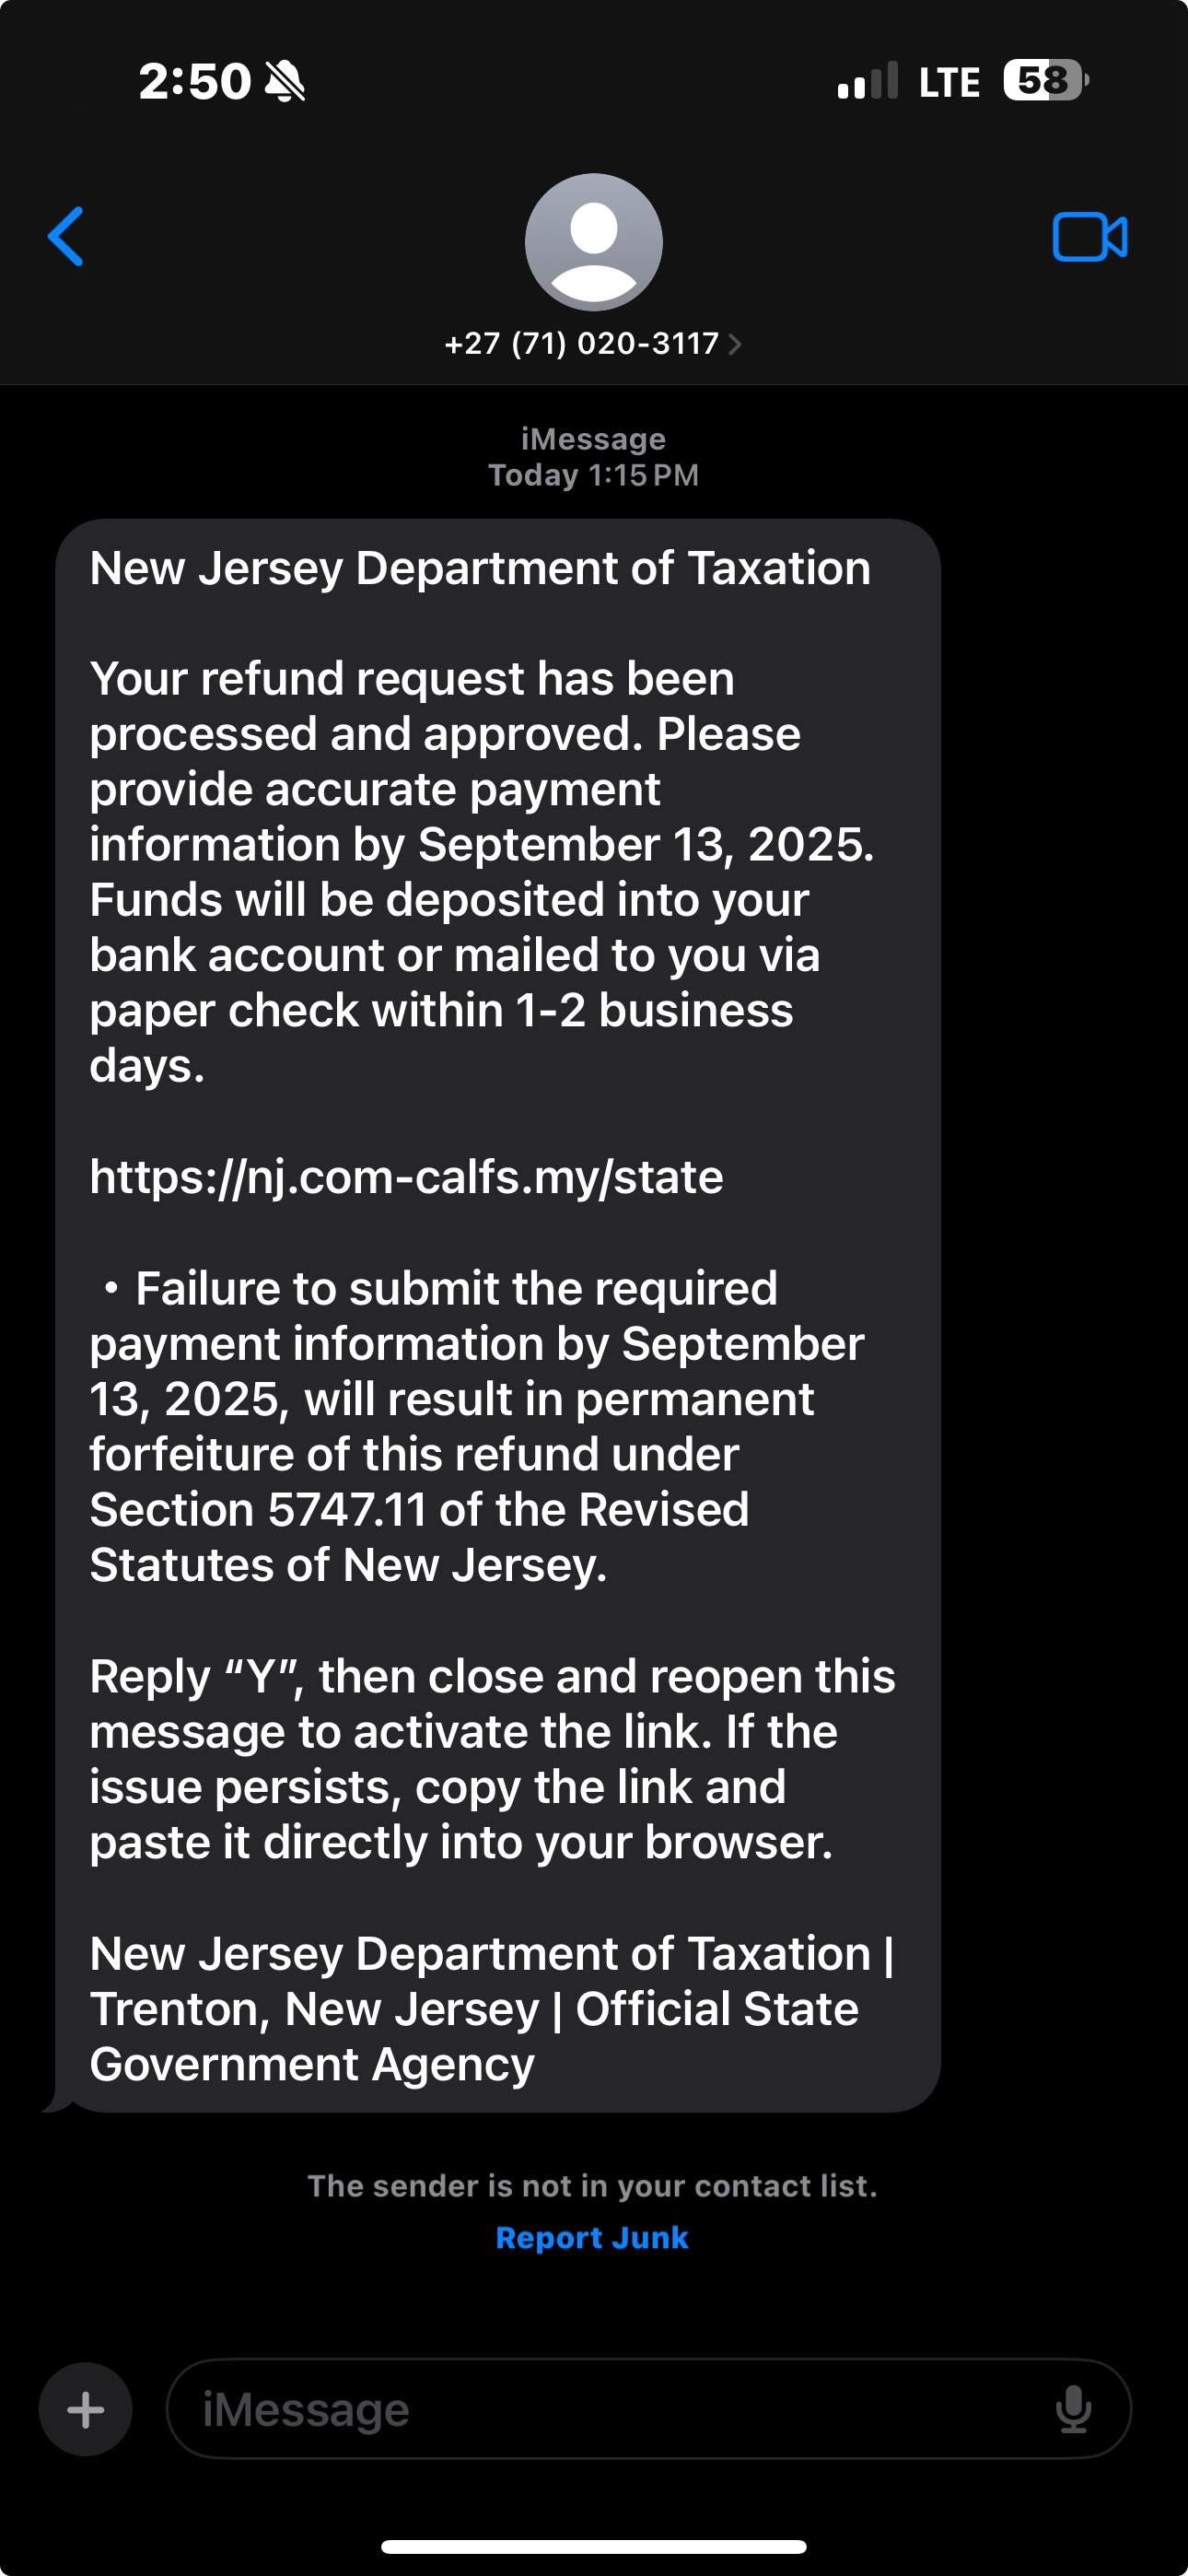 2:50
LTE 58
+27 (71) 020-3117
iMessage
Today 1:15 PM
New Jersey Department of Taxation
Your refund request has been
processed and approved. Please
provide accurate payment
information by September 13, 2025.
Funds will be deposited into your
bank account or mailed to you via
paper check within 1-2 business
days.
https://nj.com-calfs.my/state
• Failure to submit the required
payment information by September
13, 2025, will result in permanent
forfeiture of this refund under
Section 5747.11 of the Revised
Statutes of New Jersey.
Reply “Y”, then close and reopen this
message to activate the link. If the
issue persists, copy the link and
paste it directly into your browser.
New Jersey Department of Taxation |
Trenton, New Jersey | Official State
Government Agency
The sender is not in your contact list.
Report Junk
iMessage